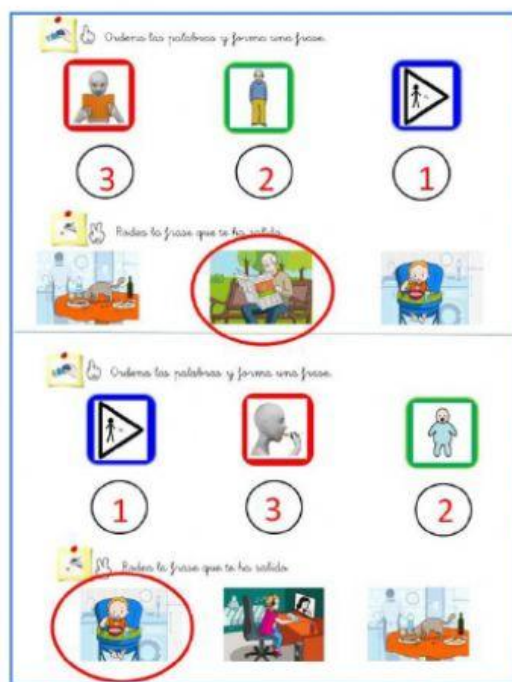 Ordena las palabras y forma una frase.
3 2 1
Rodea la frase que te ha salido.
Ordena las palabras y forma una frase.
1 3 2
Rodea la frase que te ha salido